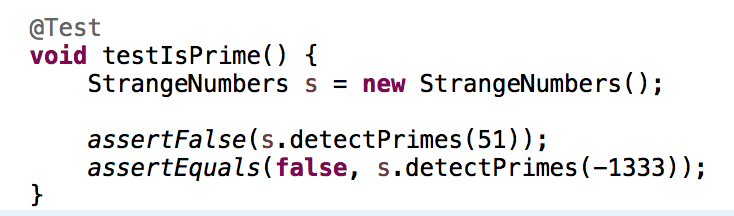 @Test
void testIsPrime() {
    StrangeNumbers s = new StrangeNumbers();

    assertFalse(s.detectPrimes(51));
    assertEquals(false, s.detectPrimes(-1333));
}